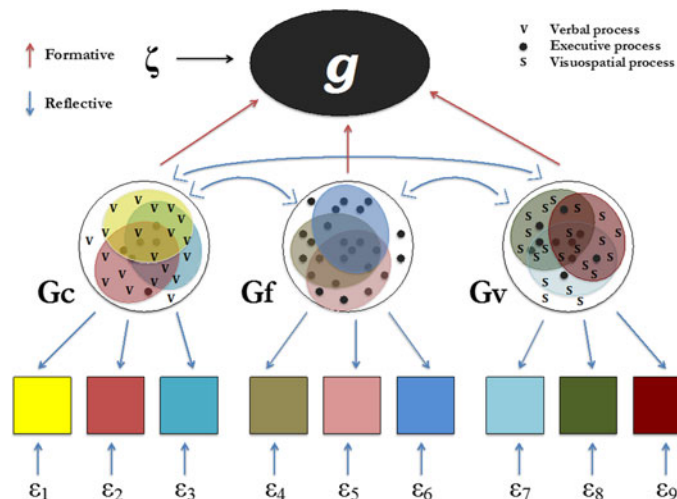 Formative
Reflective
ζ
g
V Verbal process
Executive process
S Visuospatial process
Gc
Gf
Gv
ε1 ε2 ε3 ε4 ε5 ε6 ε7 ε8 ε9